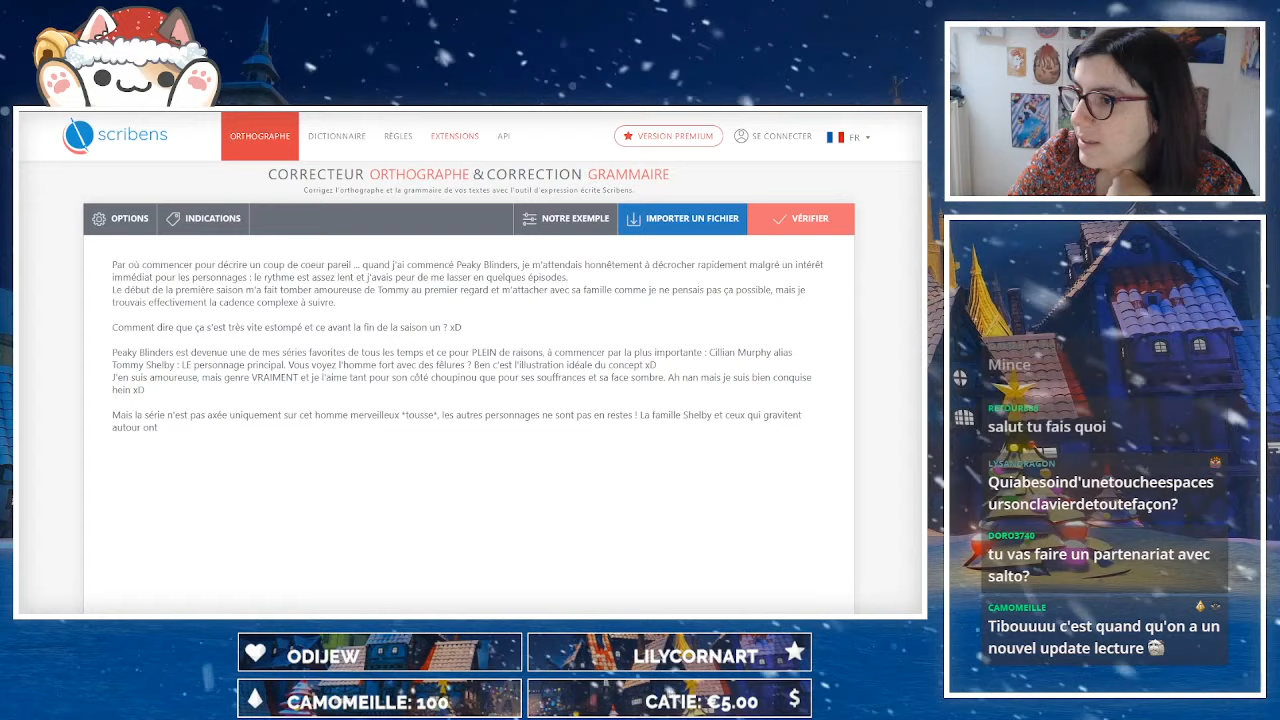 scribens
ORTHOGRAPHE
DICTIONNAIRE
RÈGLES
EXTENSIONS
API
VERSION PREMIUM
SE CONNECTER
FR
CORRECTEUR ORTHOGRAPHE & CORRECTION GRAMMAIRE
Corrigez l'orthographe et la grammaire de vos textes avec l'outil d'expression écrite Scribens.
OPTIONS
INDICATIONS
NOTRE EXEMPLE
IMPORTER UN FICHIER
VÉRIFIER
Par où commencer pour décrire un coup de coeur pareil ... quand j'ai commencé Peaky Blinders, je m'attendais honnêtement à décrocher rapidement malgré un intérêt
immédiat pour les personnages : le rythme est assez lent et j'avais peur de me lasser en quelques épisodes.
Le début de la première saison m'a fait tomber amoureuse de Tommy au premier regard et m'attacher avec sa famille comme je ne pensais pas ça possible, mais je
trouvais effectivement la cadence complexe à suivre.
Comment dire que ça s'est très vite estompé et ce avant la fin de la saison un ? xD
Peaky Blinders est devenue une de mes séries favorites de tous les temps et ce pour PLEIN de raisons, à commencer par la plus importante : Cillian Murphy alias
Tommy Shelby : LE personnage principal. Vous voyez l'homme fort avec des fêlures ? Ben c'est l'illustration idéale du concept xD
J'en suis amoureuse, mais genre VRAIMENT et je l'aime tant pour son côté choupinou que pour ses souffrances et sa face sombre. Ah nan mais je suis bien conquise
hein xD
Mais la série n'est pas axée uniquement sur cet homme merveilleux *tousse*, les autres personnages ne sont pas en restes ! La famille Shelby et ceux qui gravitent
autour ont
Mince
salut tu fais quoi
LYSANDRAGON
Quiabesoind'unetoucheespaces
ursonclavierdetoutefaçon?
DORO3740
tu vas faire un partenariat avec
salto?
CAMOMEILLE
Tibouuuu c'est quand qu'on a un
nouvel update lecture
ODIJEW
LILYCORNART
CAMOMEILLE: 100
CATIE: €5.00
$